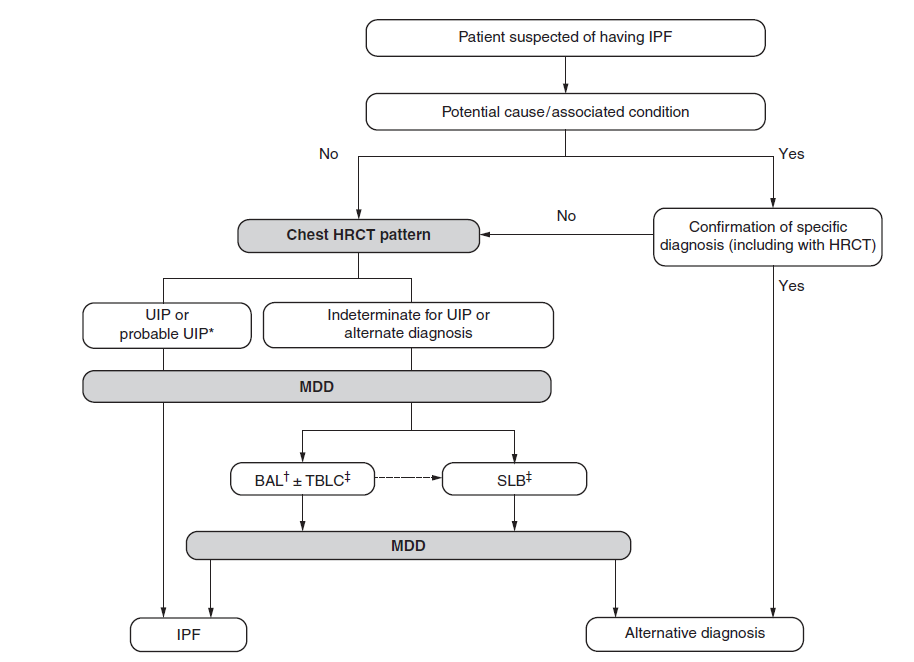 Patient suspected of having IPF
Potential cause/associated condition
No
Yes
Confirmation of specific
diagnosis (including with HRCT)
No
Chest HRCT pattern
Yes
UIP or
probable UIP*
Indeterminate for UIP or
alternate diagnosis
MDD
BAL† ± TBLC‡
SLB‡
MDD
IPF
Alternative diagnosis